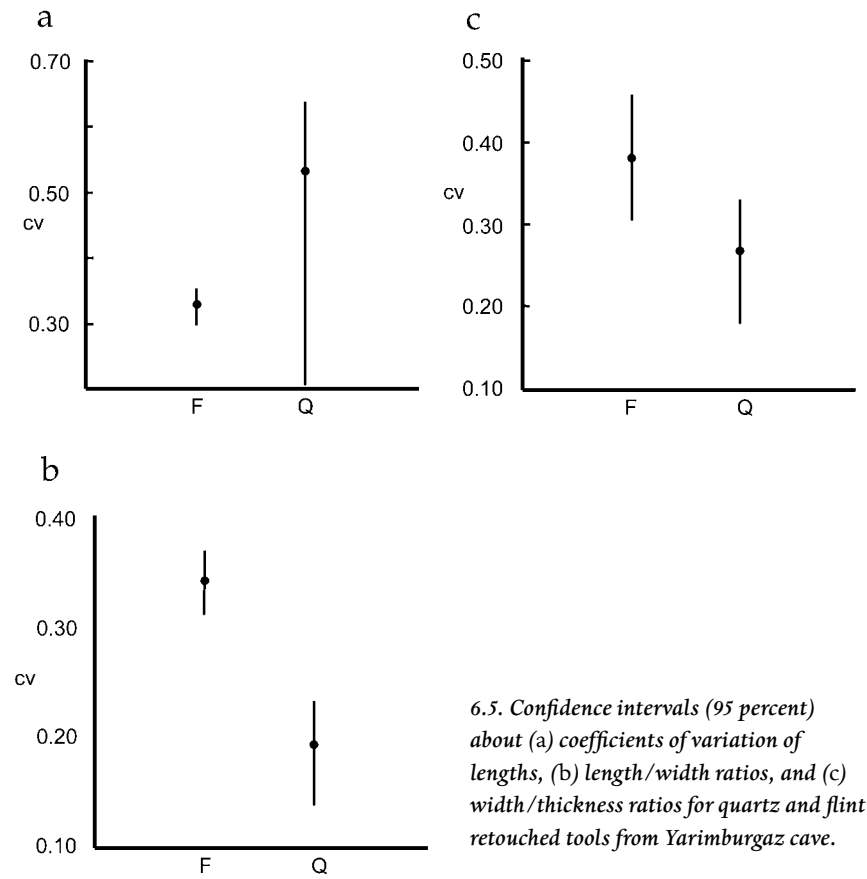 a
0.70
0.50
cv
0.30
F Q
c
0.50
0.40
cv
0.30
0.20
0.10
F Q
b
0.40
0.30
cv
0.20
0.10
F Q
6.5. Confidence intervals (95 percent)
about (a) coefficients of variation of
lengths, (b) length/width ratios, and (c)
width/thickness ratios for quartz and flint
retouched tools from Yarimburgaz cave.